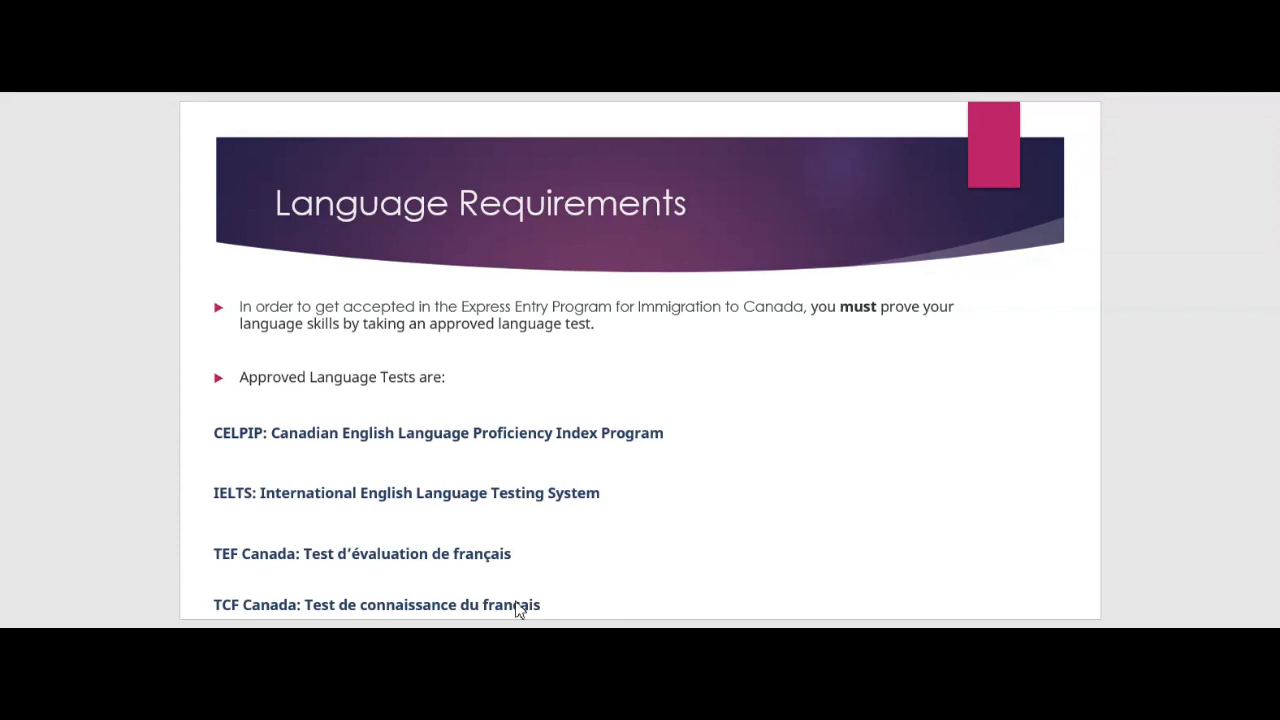 Language Requirements
In order to get accepted in the Express Entry Program for Immigration to Canada, you must prove your
language skills by taking an approved language test.
Approved Language Tests are:
CELPIP: Canadian English Language Proficiency Index Program
IELTS: International English Language Testing System
TEF Canada: Test d’évaluation de français
TCF Canada: Test de connaissance du français